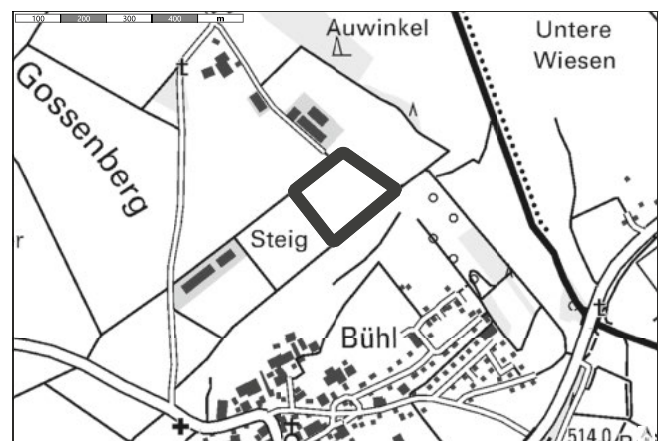 100 200 300 400 m
Auwinkel
Untere
Wiesen
Gossenberg
r
Steig
Bühl
514.0